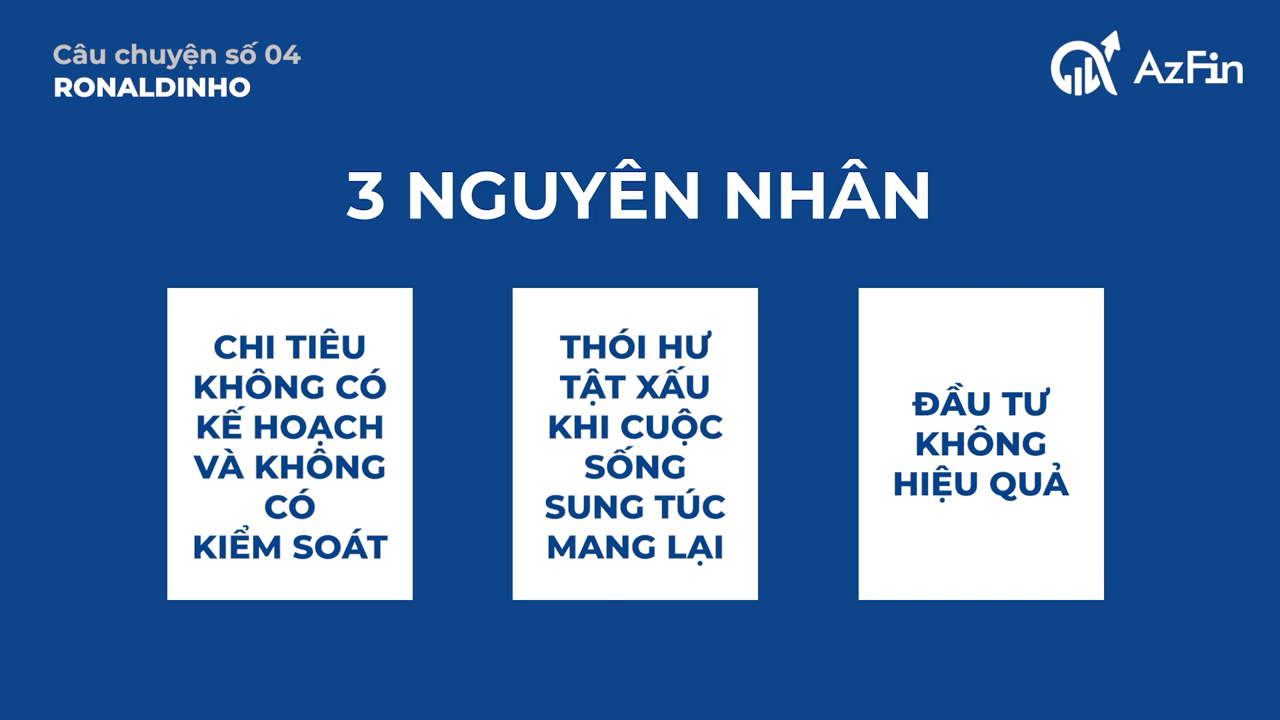 Câu chuyện số 04
RONALDINHO
AzFin
3 NGUYÊN NHÂN
CHI TIÊU
KHÔNG CÓ
KẾ HOẠCH
VÀ KHÔNG
CÓ
KIỂM SOÁT
THÓI HƯ
TẬT XẤU
KHI CUỘC
SỐNG
SUNG TÚC
MANG LẠI
ĐẦU TƯ
KHÔNG
HIỆU QUẢ